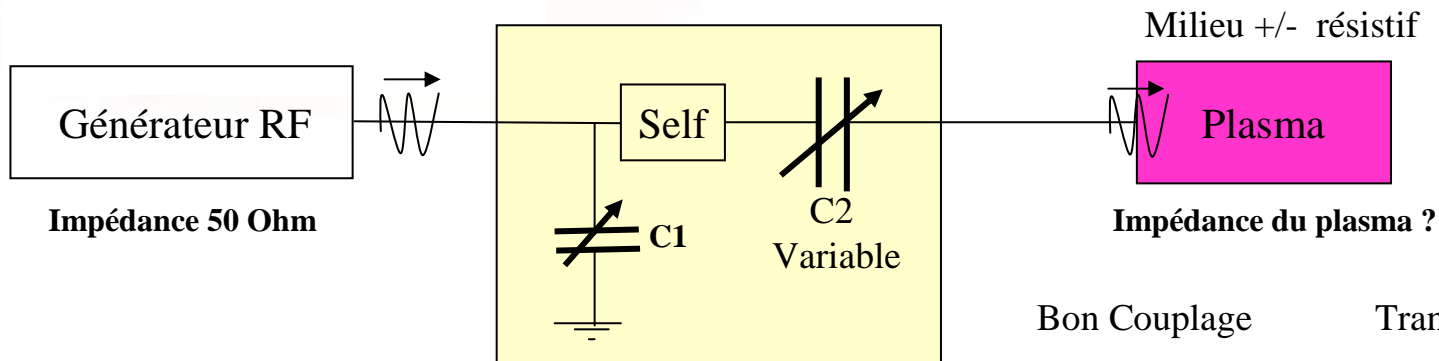 Milieu +/- résistif
Générateur RF
Self
Plasma
Impédance 50 Ohm
C1
C2
Variable
Impédance du plasma ?
Bon Couplage